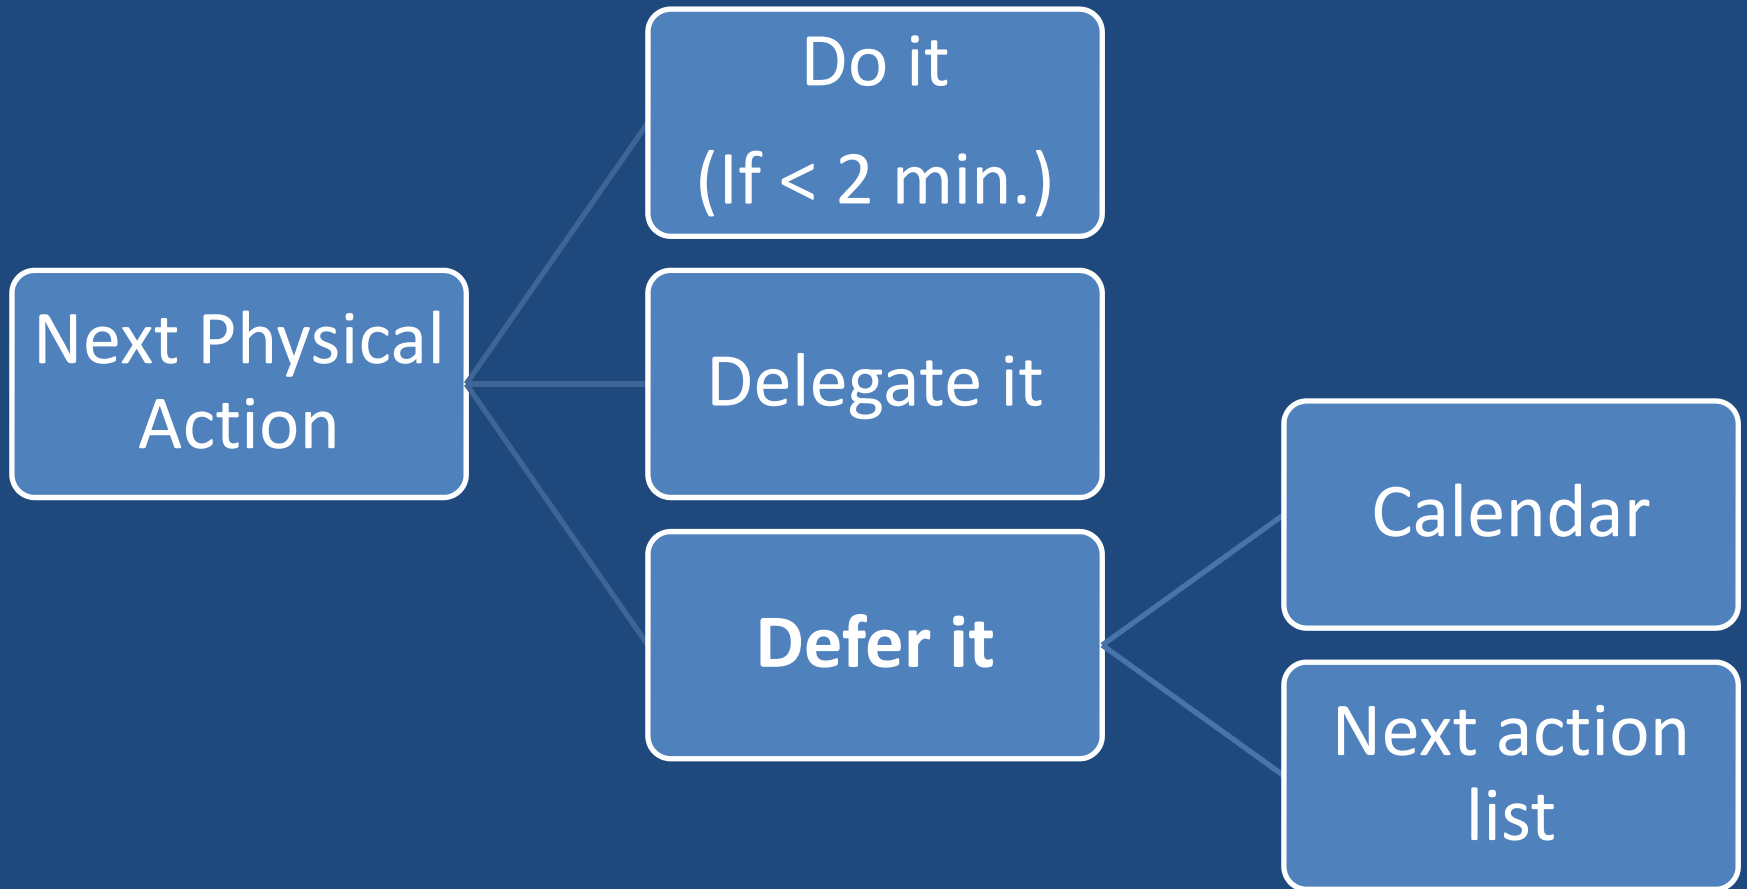 Next Physical
Action
Do it
(If < 2 min.)
Delegate it
Defer it
Calendar
Next action
list